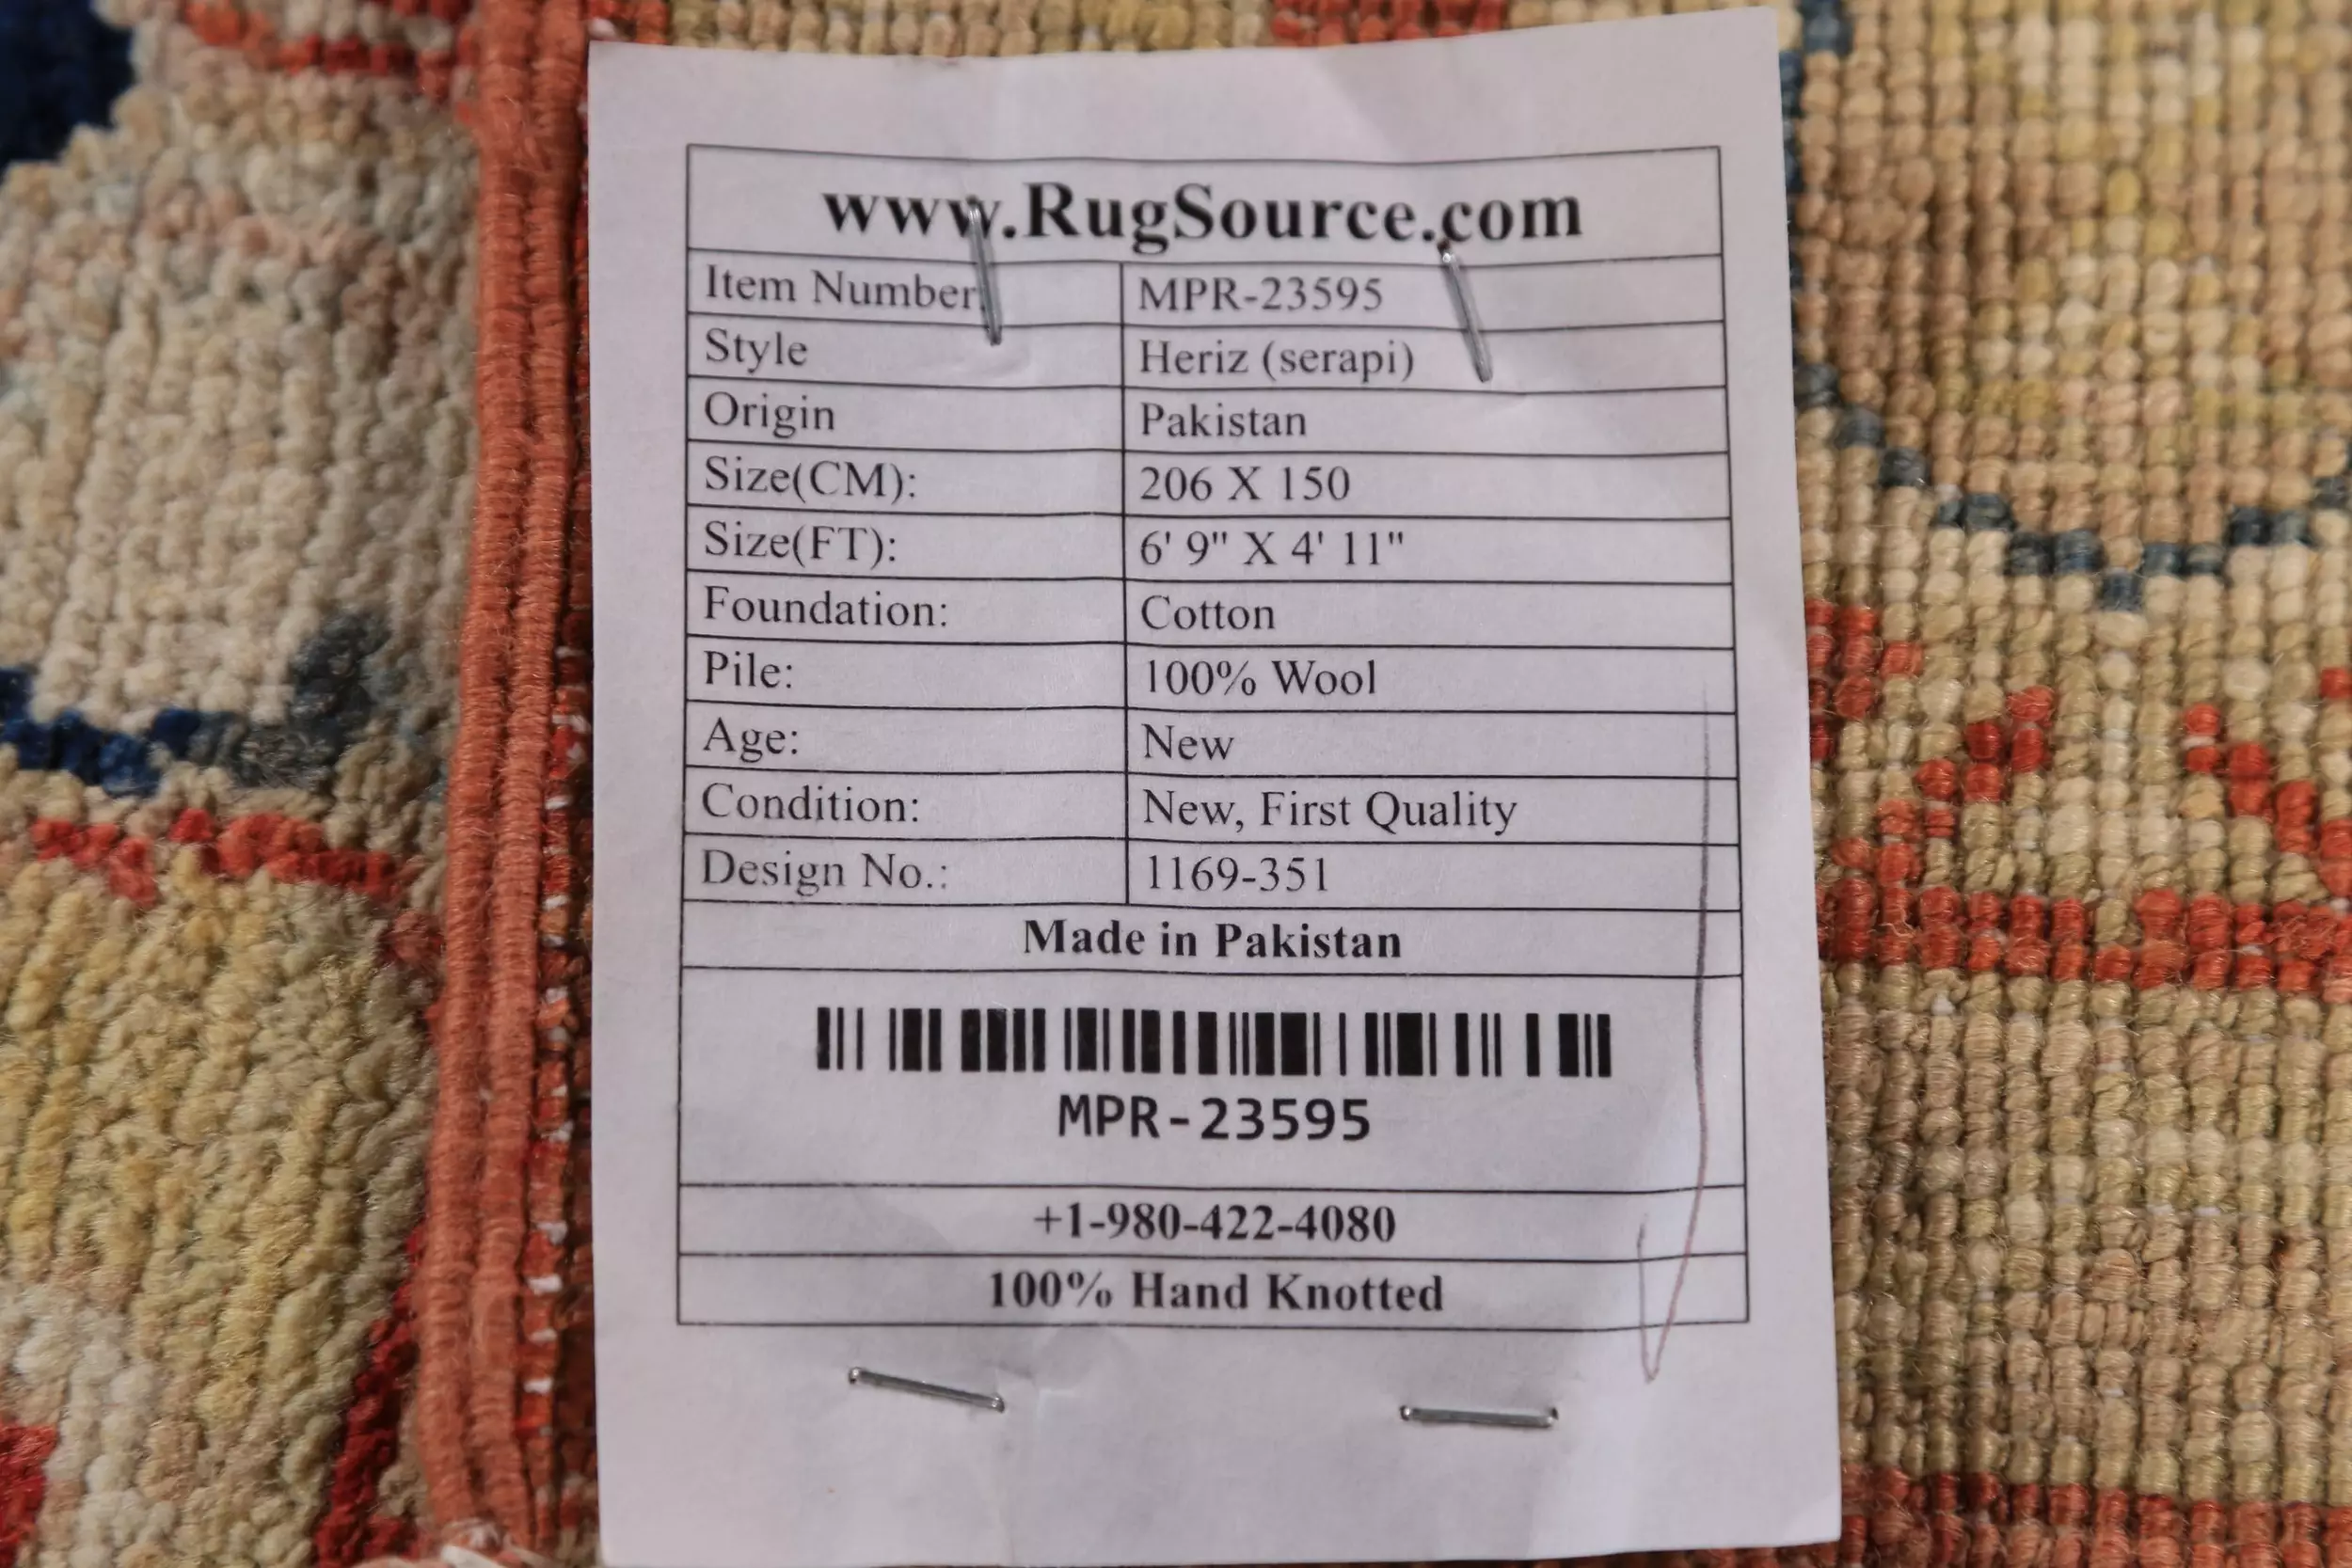 www.RugSource.com
Item Number: MPR-23595
Style Heriz (serapi)
Origin Pakistan
Size(CM): 206 X 150
Size(FT): 6' 9" X 4' 11"
Foundation: Cotton
Pile: 100% Wool
Age: New
Condition: New, First Quality
Design No.: 1169-351
Made in Pakistan
MPR-23595
+1-980-422-4080
100% Hand Knotted